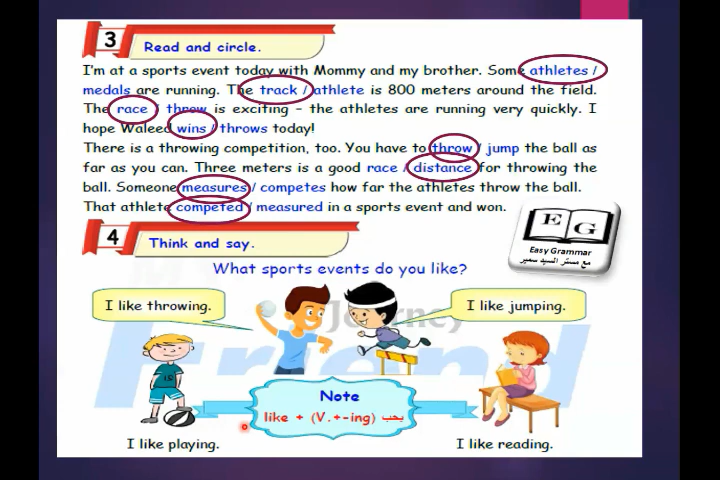 3 Read and circle.
I'm at a sports event today with Mommy and my brother. Some athletes /
medals are running. The track / athlete is 800 meters around the field.
The race / throw is exciting - the athletes are running very quickly. I
hope Waleed wins / throws today!
There is a throwing competition, too. You have to throw / jump the ball as
far as you can. Three meters is a good race / distance for throwing the
ball. Someone measures / competes how far the athletes throw the ball.
That athlete competed / measured in a sports event and won.
4 Think and say.
E G
Easy Grammar
مع مستر السيد سمير
What sports events do you like?
I like throwing.
I like jumping.
Journey
Friend
Note
like + (V.+-ing) يحب
I like playing.
I like reading.